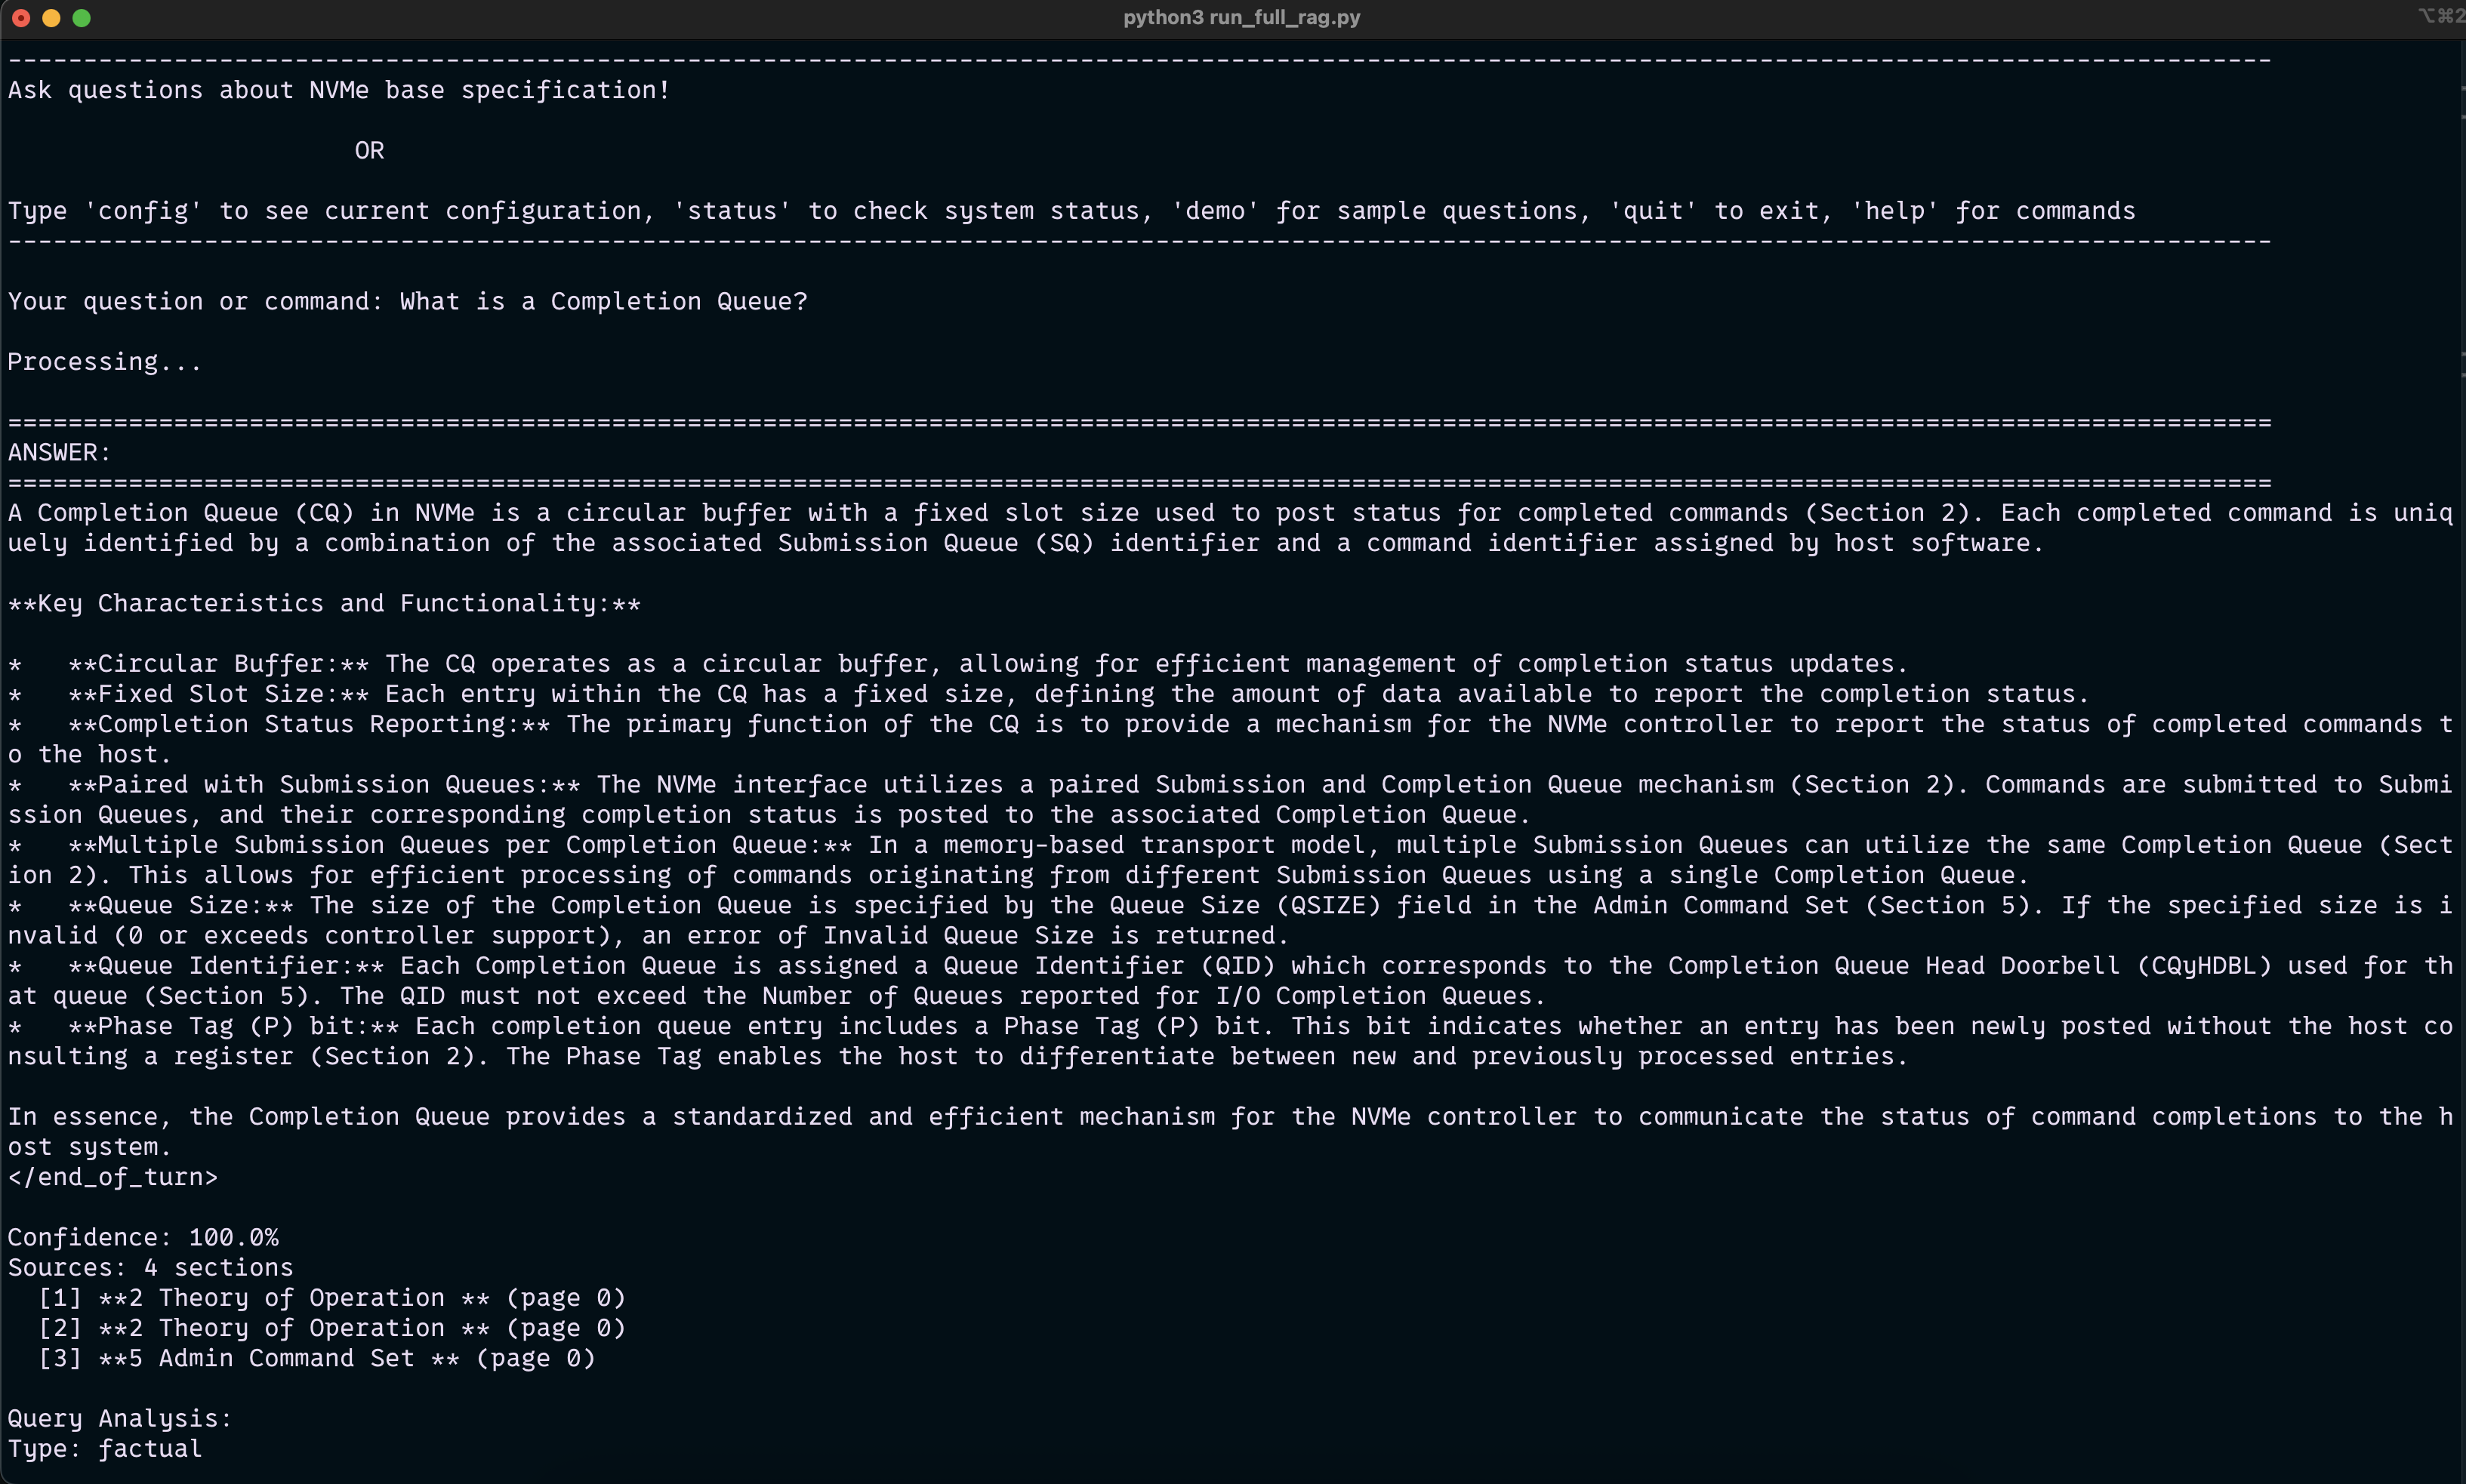 python3 run_full_rag.py
⌥⌘2
------------------------------------------------------------------------------------------------------------------------------------------------------
Ask questions about NVMe base specification!
OR
Type 'config' to see current configuration, 'status' to check system status, 'demo' for sample questions, 'quit' to exit, 'help' for commands
------------------------------------------------------------------------------------------------------------------------------------------------------
Your question or command: What is a Completion Queue?
Processing...
======================================================================================================================================================
ANSWER:
======================================================================================================================================================
A Completion Queue (CQ) in NVMe is a circular buffer with a fixed slot size used to post status for completed commands (Section 2). Each completed command is uniq
uely identified by a combination of the associated Submission Queue (SQ) identifier and a command identifier assigned by host software.
**Key Characteristics and Functionality:**
*   **Circular Buffer:** The CQ operates as a circular buffer, allowing for efficient management of completion status updates.
*   **Fixed Slot Size:** Each entry within the CQ has a fixed size, defining the amount of data available to report the completion status.
*   **Completion Status Reporting:** The primary function of the CQ is to provide a mechanism for the NVMe controller to report the status of completed commands t
o the host.
*   **Paired with Submission Queues:** The NVMe interface utilizes a paired Submission and Completion Queue mechanism (Section 2). Commands are submitted to Submi
ssion Queues, and their corresponding completion status is posted to the associated Completion Queue.
*   **Multiple Submission Queues per Completion Queue:** In a memory-based transport model, multiple Submission Queues can utilize the same Completion Queue (Sect
ion 2). This allows for efficient processing of commands originating from different Submission Queues using a single Completion Queue.
*   **Queue Size:** The size of the Completion Queue is specified by the Queue Size (QSIZE) field in the Admin Command Set (Section 5). If the specified size is i
nvalid (0 or exceeds controller support), an error of Invalid Queue Size is returned.
*   **Queue Identifier:** Each Completion Queue is assigned a Queue Identifier (QID) which corresponds to the Completion Queue Head Doorbell (CQyHDBL) used for th
at queue (Section 5). The QID must not exceed the Number of Queues reported for I/O Completion Queues.
*   **Phase Tag (P) bit:** Each completion queue entry includes a Phase Tag (P) bit. This bit indicates whether an entry has been newly posted without the host co
nsulting a register (Section 2). The Phase Tag enables the host to differentiate between new and previously processed entries.
In essence, the Completion Queue provides a standardized and efficient mechanism for the NVMe controller to communicate the status of command completions to the h
ost system.
</end_of_turn>
Confidence: 100.0%
Sources: 4 sections
  [1] **2 Theory of Operation ** (page 0)
  [2] **2 Theory of Operation ** (page 0)
  [3] **5 Admin Command Set ** (page 0)
Query Analysis:
Type: factual